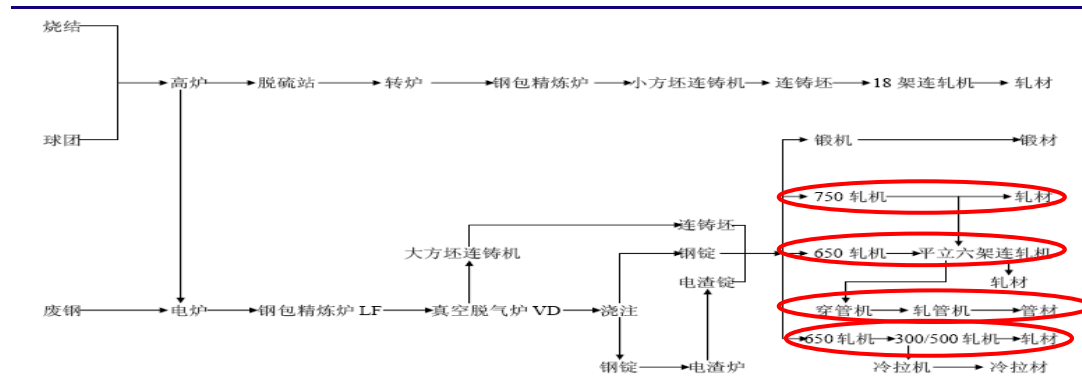 烧结
高炉 脱硫站 转炉 钢包精炼炉 小方坯连铸机 连铸坯 18 架连轧机 轧材
球团 锻机 锻材
750 轧机 轧材
连铸坯
大方坯连铸机 钢锭 650 轧机 平立六架连轧机
电渣锭 轧材
废钢 电炉 钢包精炼炉 LF 真空脱气炉 VD 浇注 穿管机 轧管机 管材
650 轧机 300/500 轧机 轧材
钢锭 电渣炉 冷拉机 冷拉材